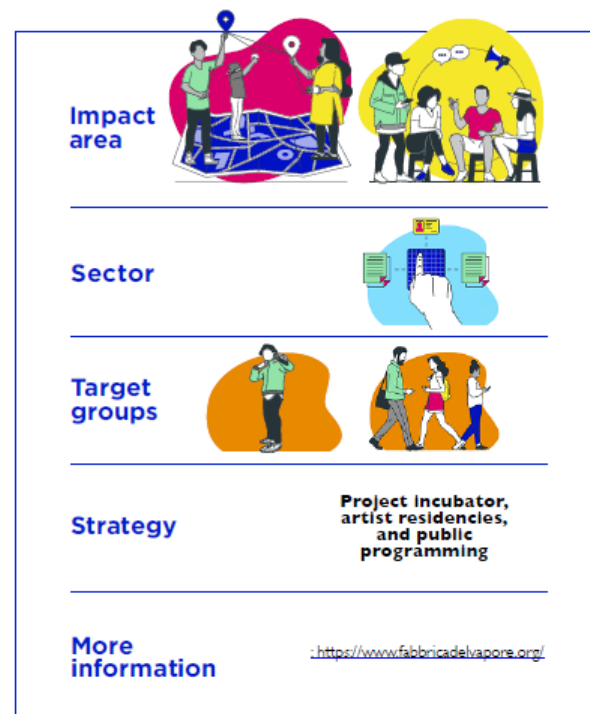 Impact
area
Sector
Target
groups
Strategy
Project incubator,
artist residencies,
and public
programming
More
information
: https://www.fabbricadelvapore.org/